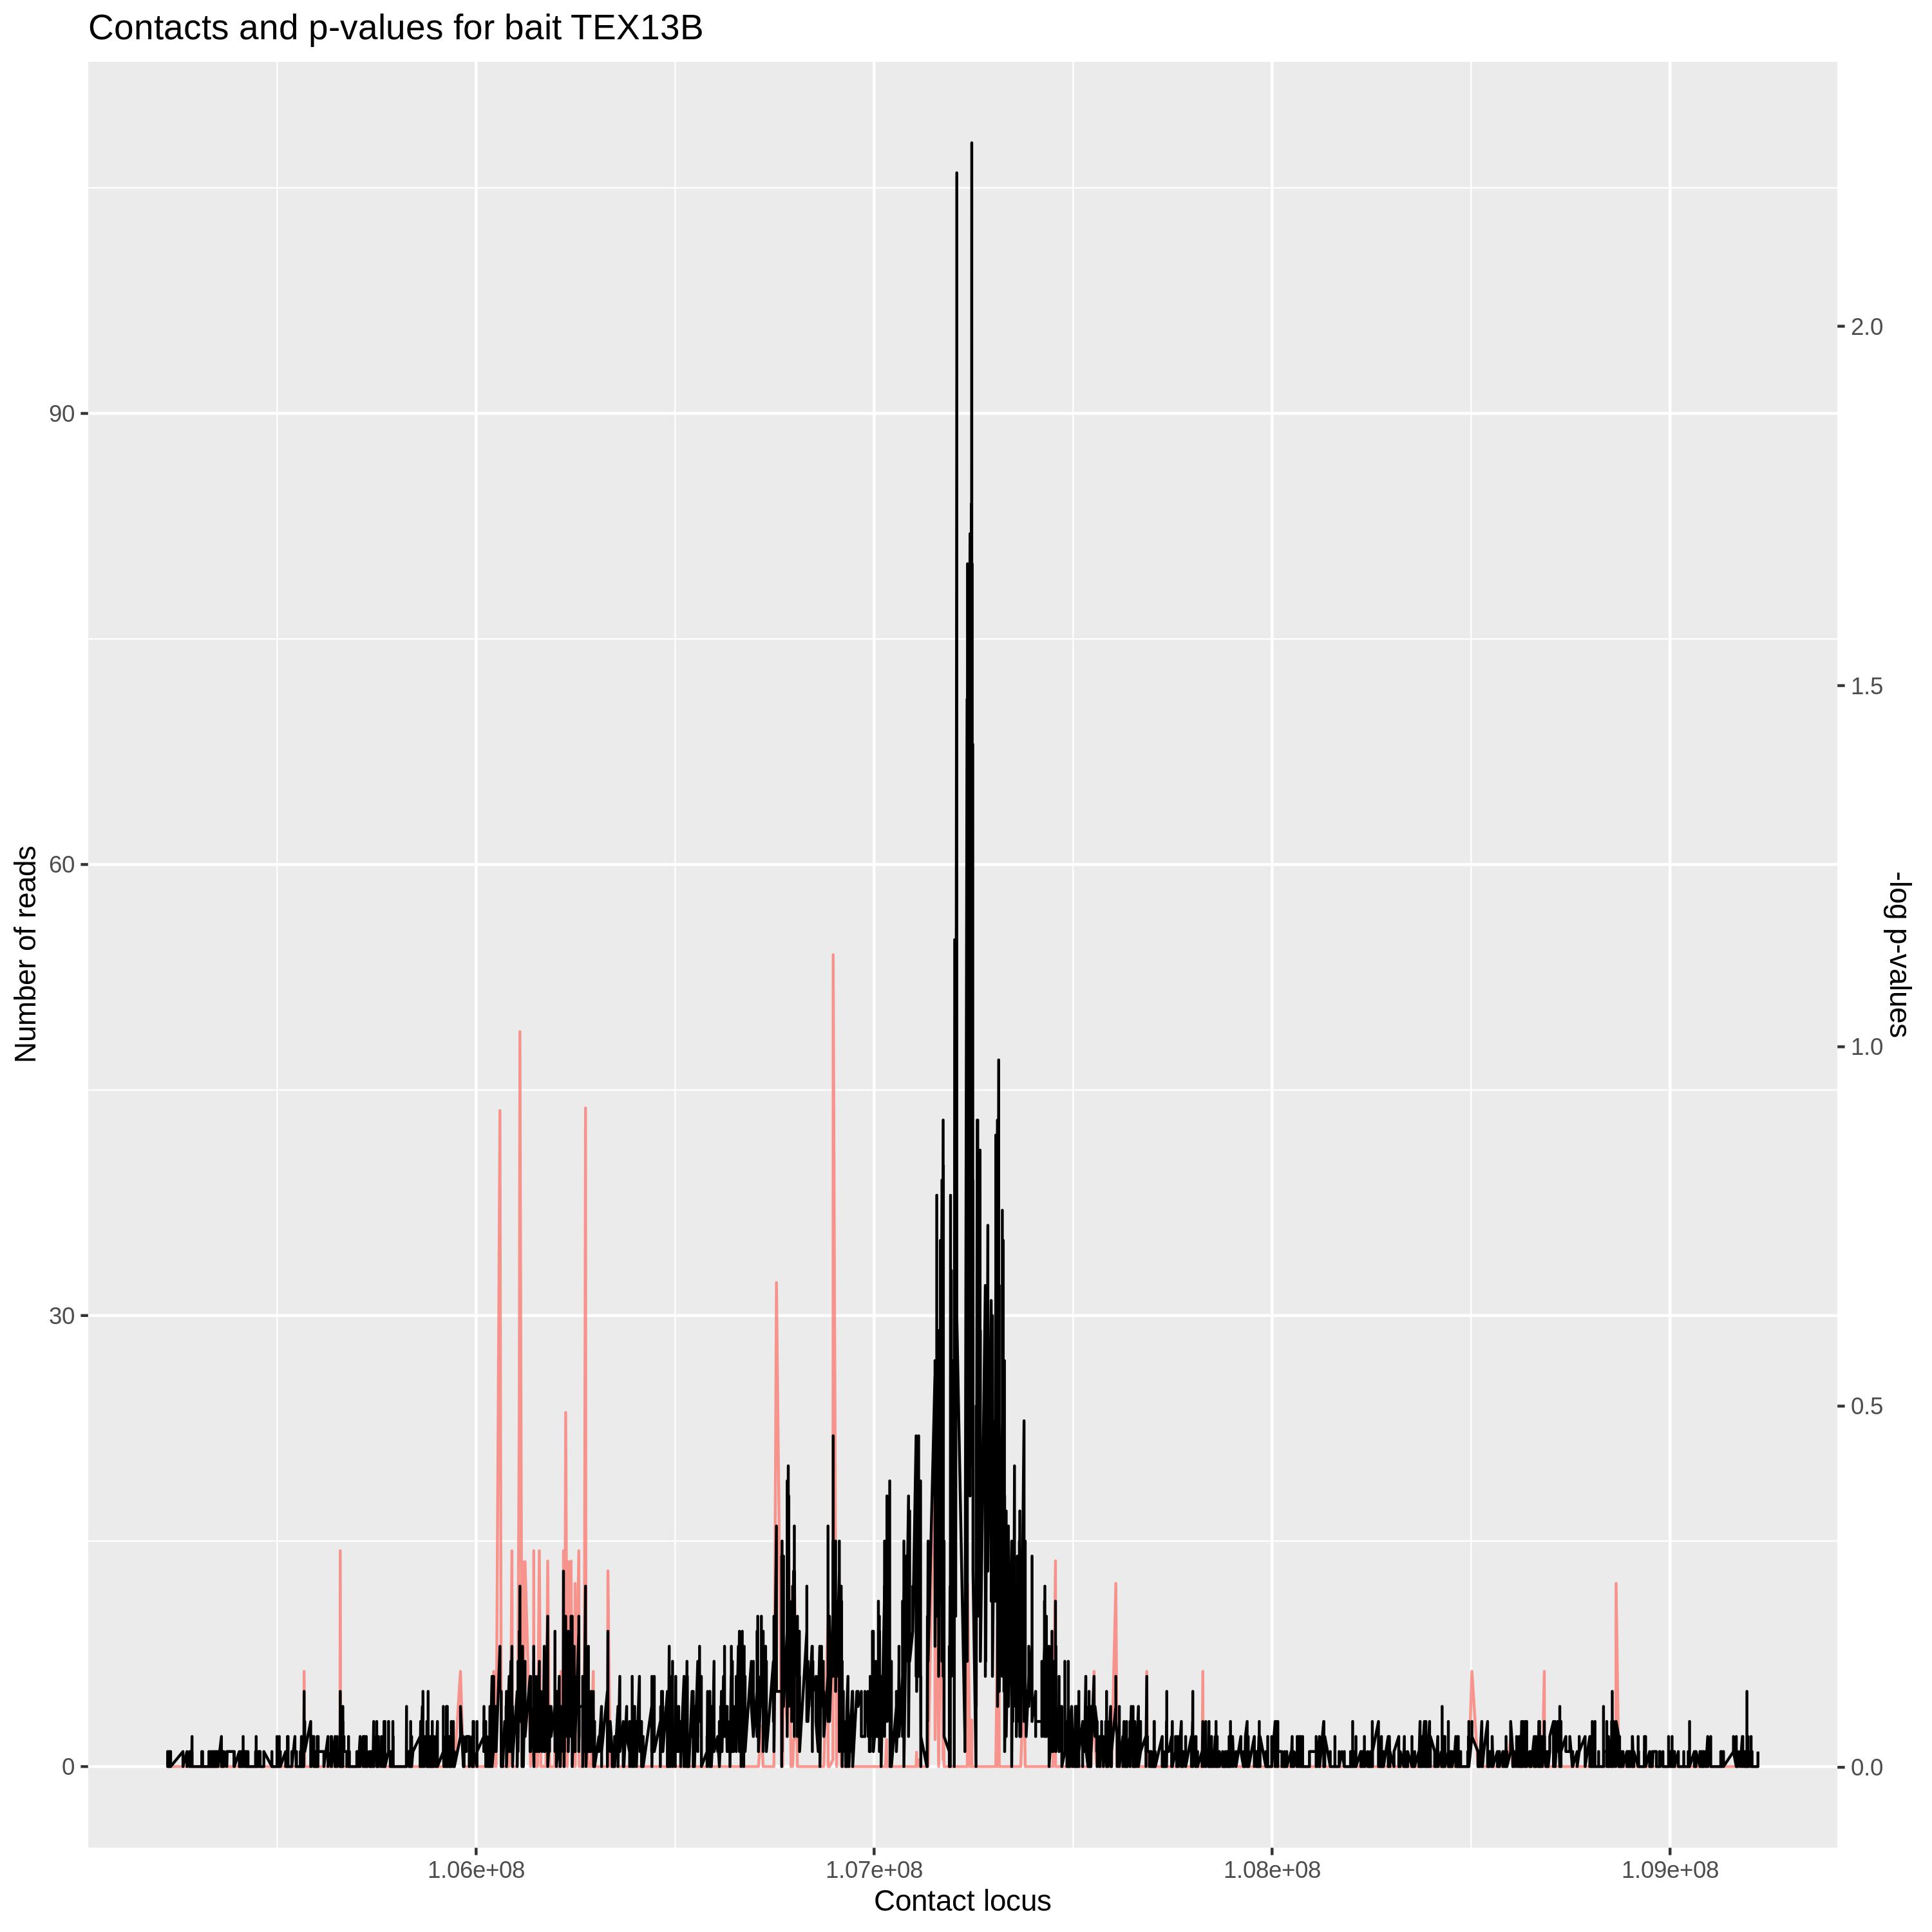 Contacts and p-values for bait TEX13B
90
60
30
0
Number of reads
2.0
1.5
1.0
0.5
0.0
-log p-values
1.06e+08
1.07e+08
1.08e+08
1.09e+08
Contact locus